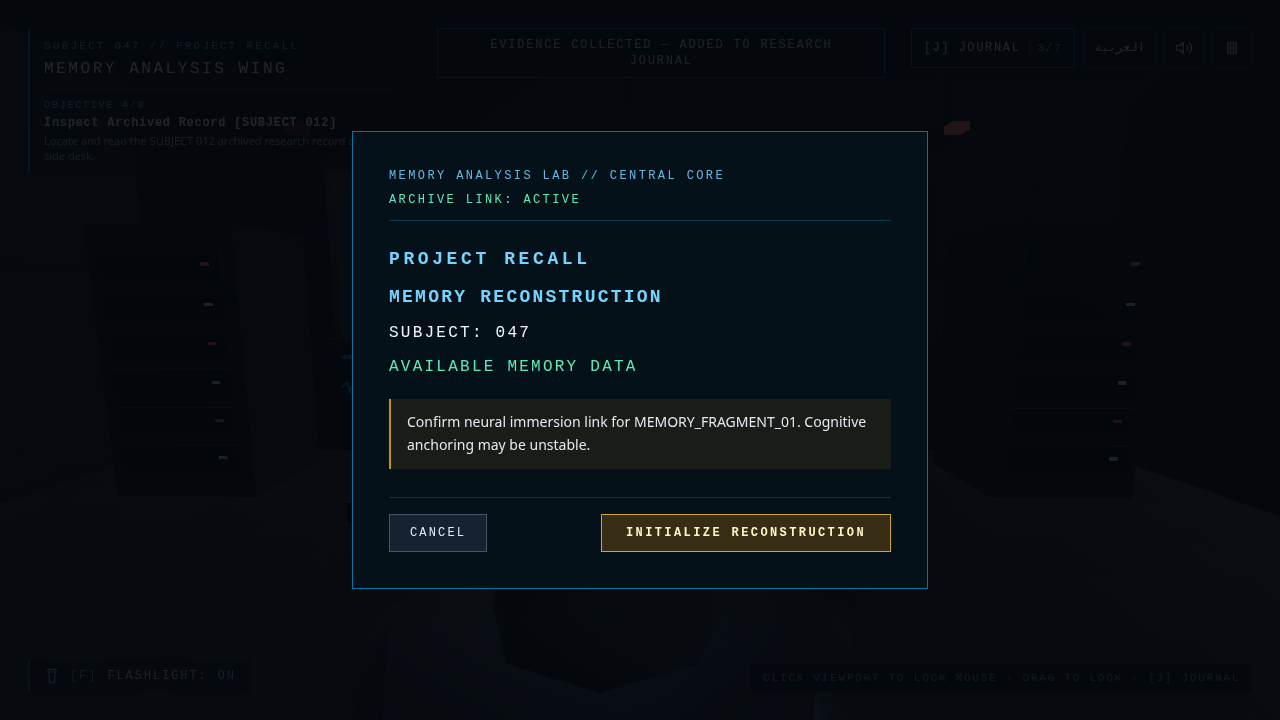 SUBJECT 047 // PROJECT RECALL
MEMORY ANALYSIS WING
OBJECTIVE 4/9
Inspect Archived Record [SUBJECT 012]
Locate and read the SUBJECT 012 archived research record
side desk.
EVIDENCE COLLECTED — ADDED TO RESEARCH
JOURNAL
[J] JOURNAL 3/7
العربية
MEMORY ANALYSIS LAB // CENTRAL CORE
ARCHIVE LINK: ACTIVE
PROJECT RECALL
MEMORY RECONSTRUCTION
SUBJECT: 047
AVAILABLE MEMORY DATA
Confirm neural immersion link for MEMORY_FRAGMENT_01. Cognitive
anchoring may be unstable.
CANCEL
INITIALIZE RECONSTRUCTION
[F] FLASHLIGHT: ON
CLICK VIEWPORT TO LOCK MOUSE · DRAG TO LOOK · [J] JOURNAL